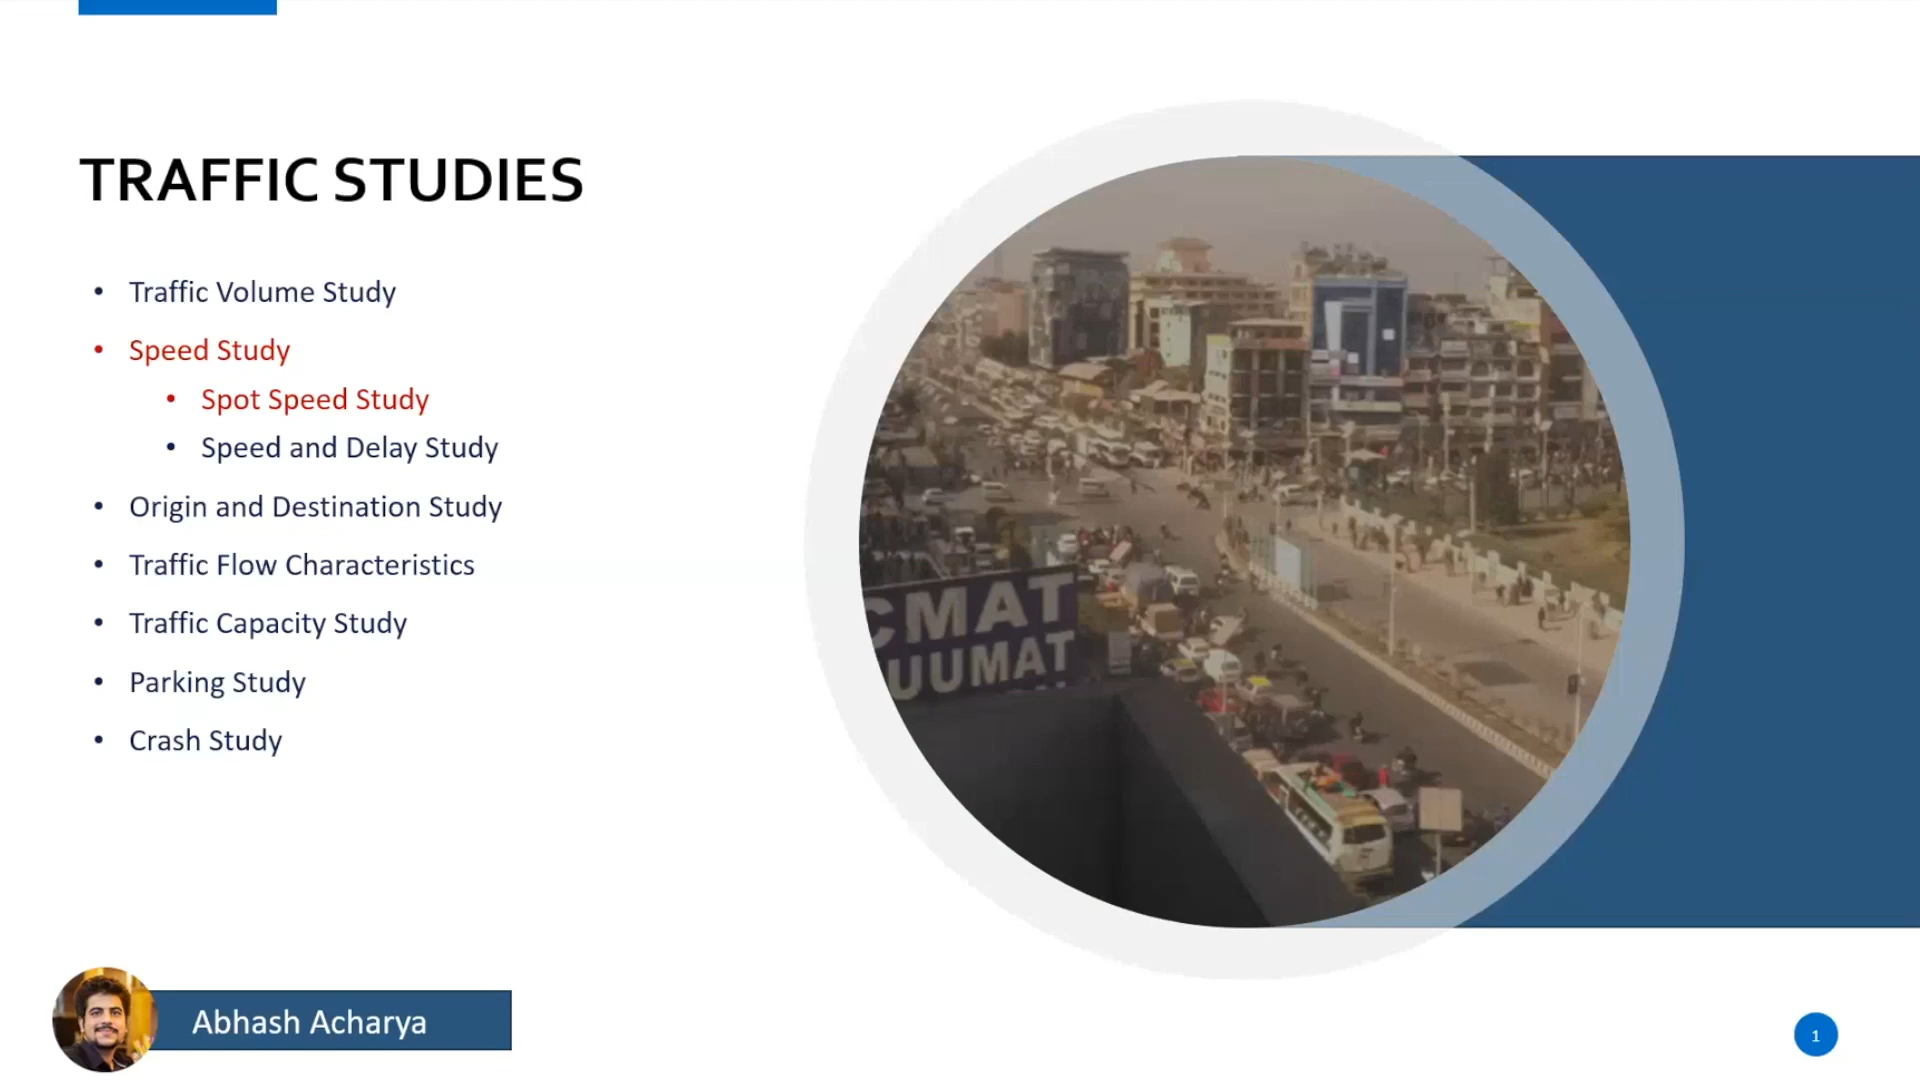 TRAFFIC STUDIES
• Traffic Volume Study
• Speed Study
• Spot Speed Study
• Speed and Delay Study
• Origin and Destination Study
• Traffic Flow Characteristics
• Traffic Capacity Study
• Parking Study
• Crash Study
CMAT
UUMAT
Abhash Acharya
1